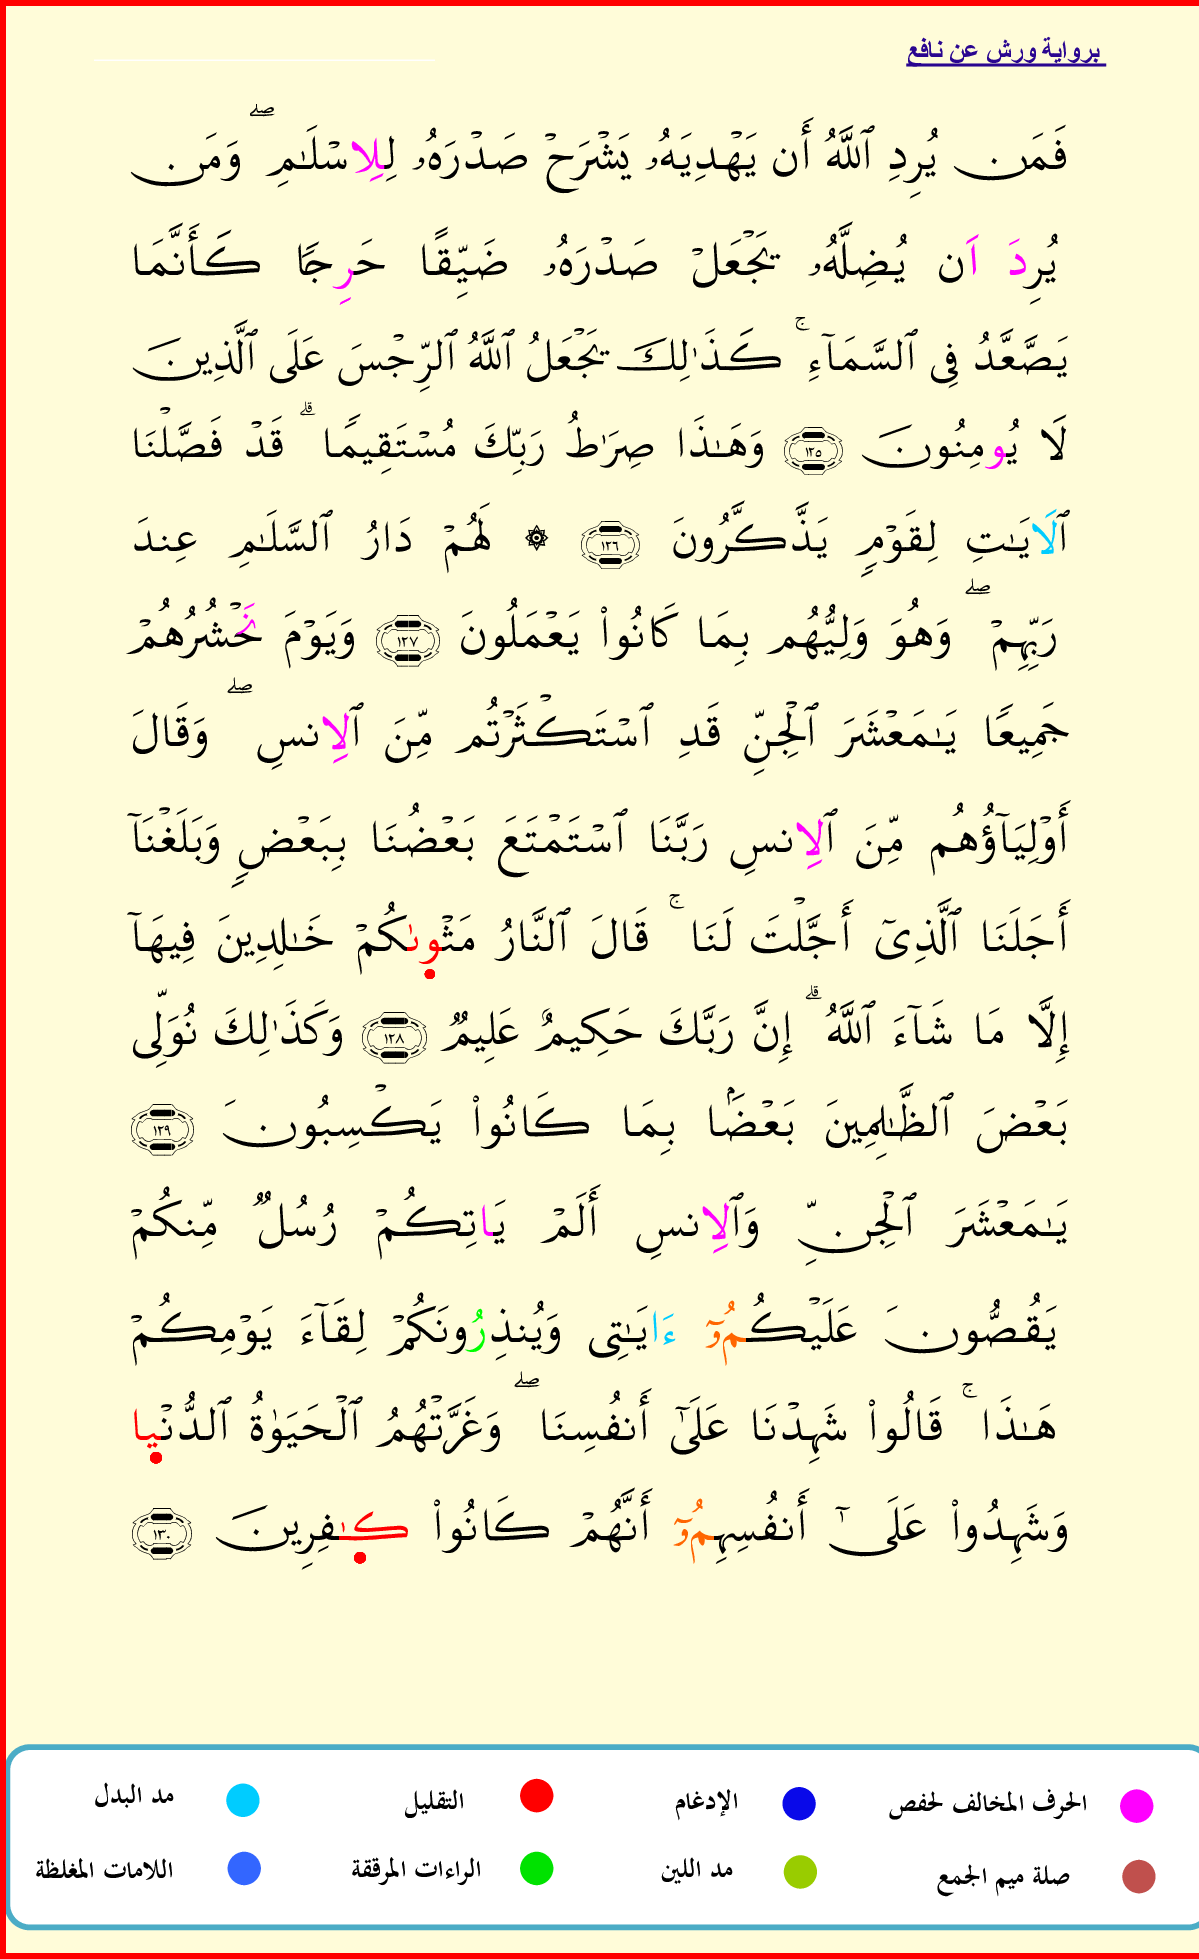 برواية ورش عن نافع
فَمَن يُرِدِ ٱللَّهُ أَن يَهْدِيَهُۥ يَشْرَحْ صَدْرَهُۥ لِلِاسْلَٰمِ ۖ وَمَن
يُرِدَ اَن يُضِلَّهُۥ يَجْعَلْ صَدْرَهُۥ ضَيِّقًا حَرِجًا كَأَنَّمَا
يَصَّعَّدُ فِى ٱلسَّمَآءِ ۚ كَذَٰلِكَ يَجْعَلُ ٱللَّهُ ٱلرِّجْسَ عَلَى ٱلَّذِينَ
لَا يُومِنُونَ ١٢٥ وَهَٰذَا صِرَٰطُ رَبِّكَ مُسْتَقِيمًا ۗ قَدْ فَصَّلْنَا
ٱلَايَٰتِ لِقَوْمٍ يَذَّكَّرُونَ ١٢٦ ۞ لَهُمْ دَارُ ٱلسَّلَٰمِ عِندَ
رَبِّهِمْ ۖ وَهُوَ وَلِيُّهُم بِمَا كَانُوا۟ يَعْمَلُونَ ١٢٧ وَيَوْمَ نَحْشُرُهُمْ
جَمِيعًا يَٰمَعْشَرَ ٱلْجِنِّ قَدِ ٱسْتَكْثَرْتُم مِّنَ ٱلِانسِ ۖ وَقَالَ
أَوْلِيَآؤُهُم مِّنَ ٱلِانسِ رَبَّنَا ٱسْتَمْتَعَ بَعْضُنَا بِبَعْضٍ وَبَلَغْنَآ
أَجَلَنَا ٱلَّذِىٓ أَجَّلْتَ لَنَا ۚ قَالَ ٱلنَّارُ مَثْوىٰكُمْ خَٰلِدِينَ فِيهَآ
إِلَّا مَا شَآءَ ٱللَّهُ ۗ إِنَّ رَبَّكَ حَكِيمٌ عَلِيمٌ ١٢٨ وَكَذَٰلِكَ نُوَلِّى
بَعْضَ ٱلظَّٰلِمِينَ بَعْضًۢا بِمَا كَانُوا۟ يَكْسِبُونَ ١٢٩
يَٰمَعْشَرَ ٱلْجِنِّ وَٱلِانسِ أَلَمْ يَاتِكُمْ رُسُلٌ مِّنكُمْ
يَقُصُّونَ عَلَيْكُمُۥٓ ءَايَٰتِى وَيُنذِرُونَكُمْ لِقَآءَ يَوْمِكُمْ
هَٰذَا ۚ قَالُوا۟ شَهِدْنَا عَلَىٰٓ أَنفُسِنَا ۖ وَغَرَّتْهُمُ ٱلْحَيَوٰةُ ٱلدُّنْيا
وَشَهِدُوا۟ عَلَىٰٓ أَنفُسِهِمُۥٓ أَنَّهُمْ كَانُوا۟ كَٰفِرِينَ ١٣٠
الحرف المخالف لحفص الإدغام التقليل مد البدل
صلة ميم الجمع مد اللين الراءات المرققة اللامات المغلظة